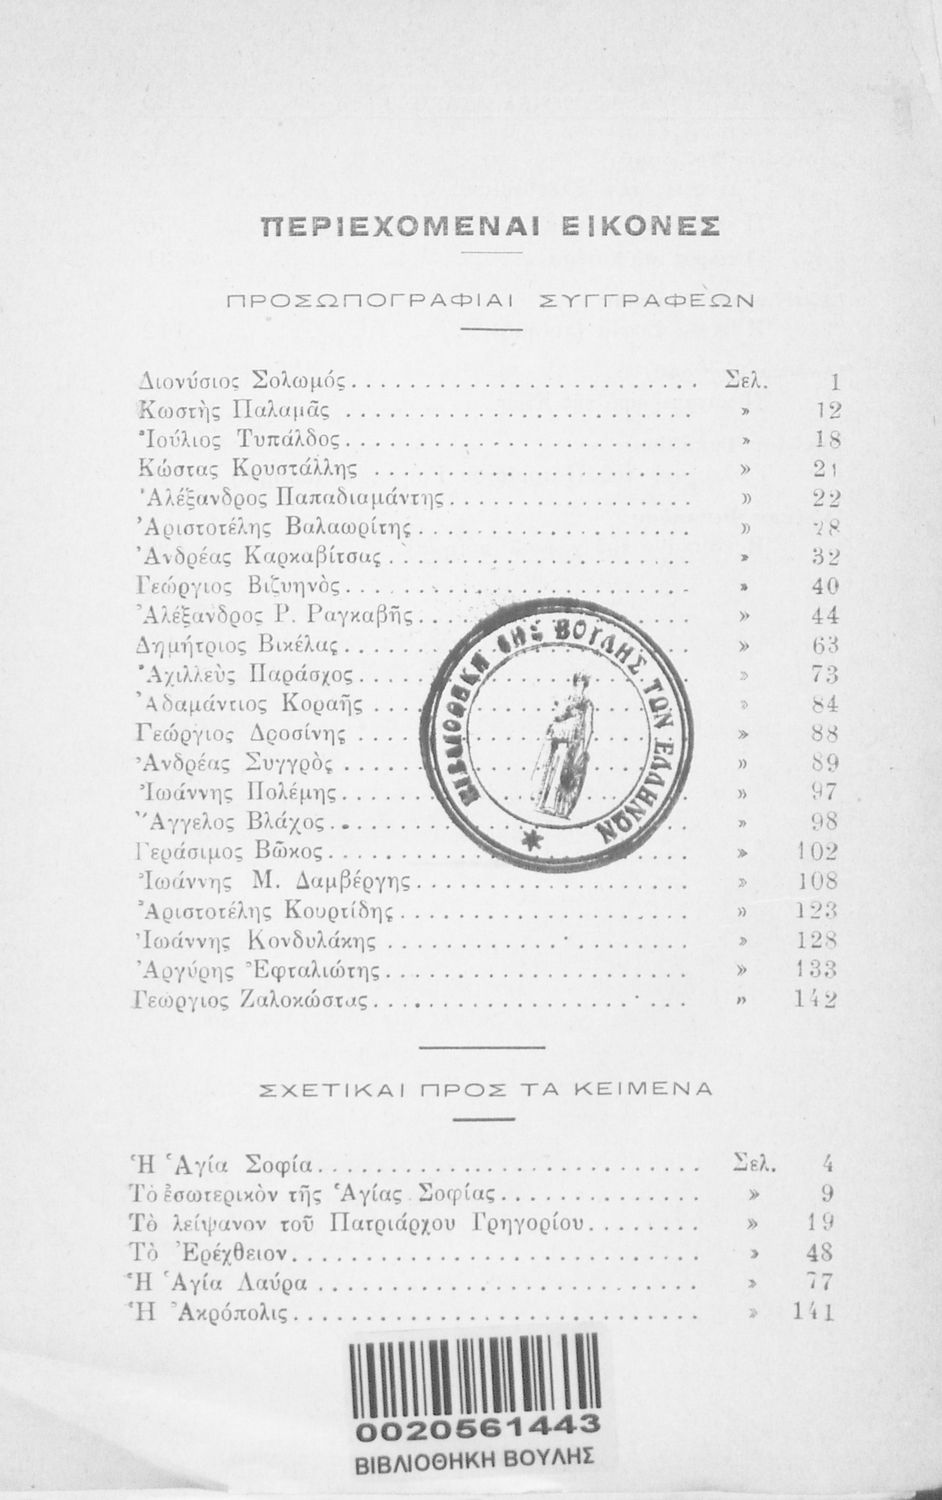 ΠΕΡΙΕΧΟΜΕΝΑΙ ΕΙΚΟΝΕΣ
ΠΡΟΣΩΠΟΓΡΑΦΙΑΙ ΣΥΓΓΡΑΦΕΩΝ
Διονύσιος Σολωμός........................ Σελ. 1
Κωστὴς Παλαμᾶς ........................ » 12
Ἰούλιος Τυπάλδος........................ » 18
Κώστας Κρυστάλλης ...................... » 21
Ἀλέξανδρος Παπαδιαμάντης................. » 22
Ἀριστοτέλης Βαλαωρίτης................... » 28
Ἀνδρέας Καρκαβίτσας ..................... » 32
Γεώργιος Βιζυηνὸς........................ » 40
Ἀλέξανδρος Ρ. Ραγκαβῆς................... » 44
Δημήτριος Βικέλας........................ » 63
Ἀχιλλεὺς Παράσχος....................... » 73
Ἀδαμάντιος Κοραῆς ...................... » 84
Γεώργιος Δροσίνης ....................... » 88
Ἀνδρέας Συγγρὸς ........................ » 89
Ἰωάννης Πολέμης........................ » 97
Ἄγγελος Βλάχος......................... » 98
Γεράσιμος Βῶκος......................... » 102
Ἰωάννης Μ. Δαμβέργης................... » 108
Ἀριστοτέλης Κουρτίδης.................... » 123
Ἰωάννης Κονδυλάκης ..................... » 128
Ἀργύρης Ἐφταλιώτης..................... » 133
Γεώργιος Ζαλοκώστας...................... » 142
ΣΧΕΤΙΚΑΙ ΠΡΟΣ ΤΑ ΚΕΙΜΕΝΑ
Ἡ Ἁγία Σοφία........................... Σελ. 4
Τὸ ἐσωτερικὸν τῆς Ἁγίας Σοφίας.............. » 9
Τὸ λείψανον τοῦ Πατριάρχου Γρηγορίου........ » 19
Τὸ Ἐρέχθειον............................ » 48
Ἡ Ἁγία Λαύρα .......................... » 77
Ἡ Ἀκρόπολις............................ » 141
ΒΙΒΛΙΟΘΗΚΗ ΤΗΣ ΒΟΥΛΗΣ ΤΩΝ ΕΛΛΗΝΩΝ
0020561443
ΒΙΒΛΙΟΘΗΚΗ ΒΟΥΛΗΣ